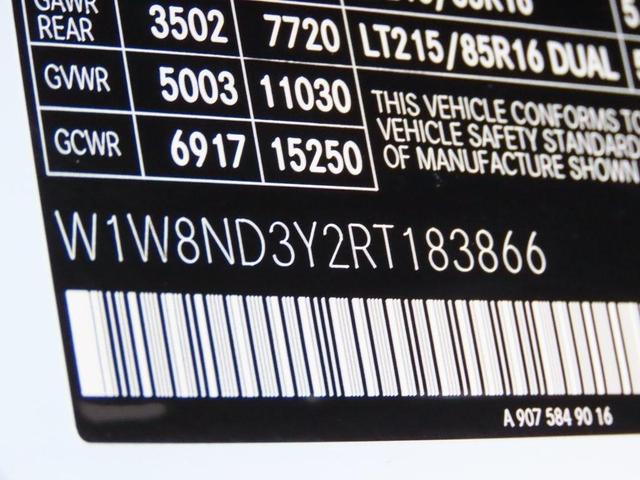 GAWR
REAR 3502 7720 LT215/85R16 DUAL
GVWR 5003 11030
GCWR 6917 15250
THIS VEHICLE CONFORMS TO
VEHICLE SAFETY STANDARD
OF MANUFACTURE SHOWN
W1W8ND3Y2RT183866
A 907 584 90 16